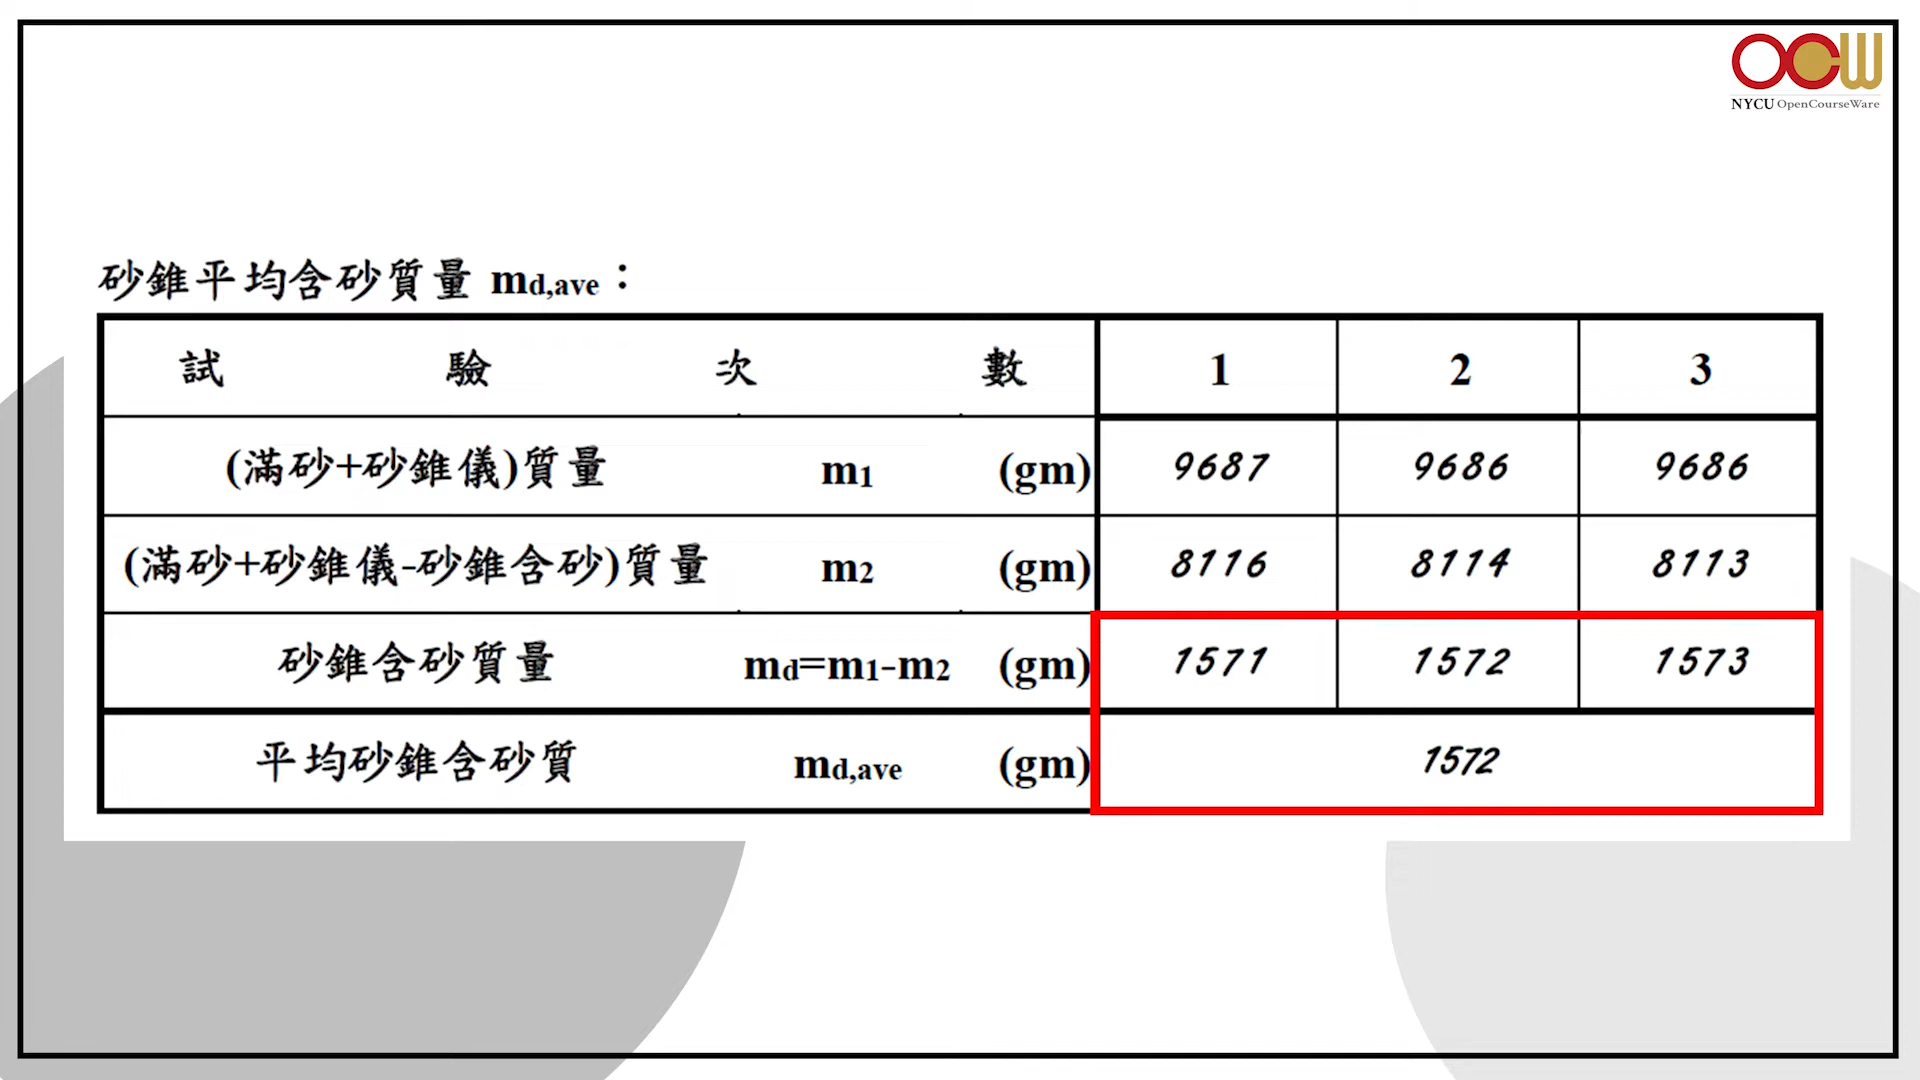 OCW
NYCU OpenCourseWare
砂錐平均含砂質量 md,ave：
試 驗 次 數 1 2 3
(滿砂+砂錐儀)質量 m1 (gm) 9687 9686 9686
(滿砂+砂錐儀-砂錐含砂)質量 m2 (gm) 8116 8114 8113
砂錐含砂質量 md=m1-m2 (gm) 1571 1572 1573
平均砂錐含砂質 md,ave (gm) 1572